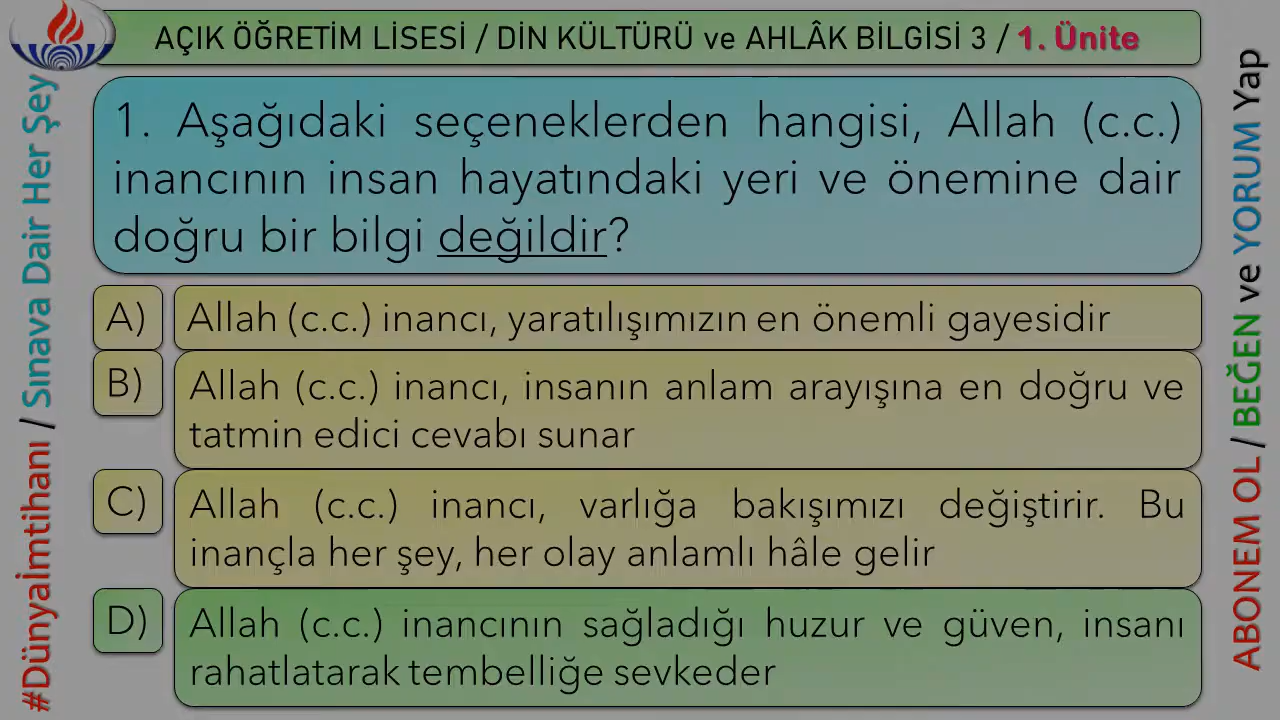 AÇIK ÖĞRETİM LİSESİ / DİN KÜLTÜRÜ ve AHLÂK BİLGİSİ 3 / 1. Ünite
#Dünyaimtihanı / Sınava Dair Her Şey
1. Aşağıdaki seçeneklerden hangisi, Allah (c.c.)
inancının insan hayatındaki yeri ve önemine dair
doğru bir bilgi değildir?
A) Allah (c.c.) inancı, yaratılışımızın en önemli gayesidir
B) Allah (c.c.) inancı, insanın anlam arayışına en doğru ve
tatmin edici cevabı sunar
C) Allah (c.c.) inancı, varlığa bakışımızı değiştirir. Bu
inançla her şey, her olay anlamlı hâle gelir
D) Allah (c.c.) inancının sağladığı huzur ve güven, insanı
rahatlatarak tembelliğe sevkeder
ABONEM OL / BEĞEN ve YORUM Yap